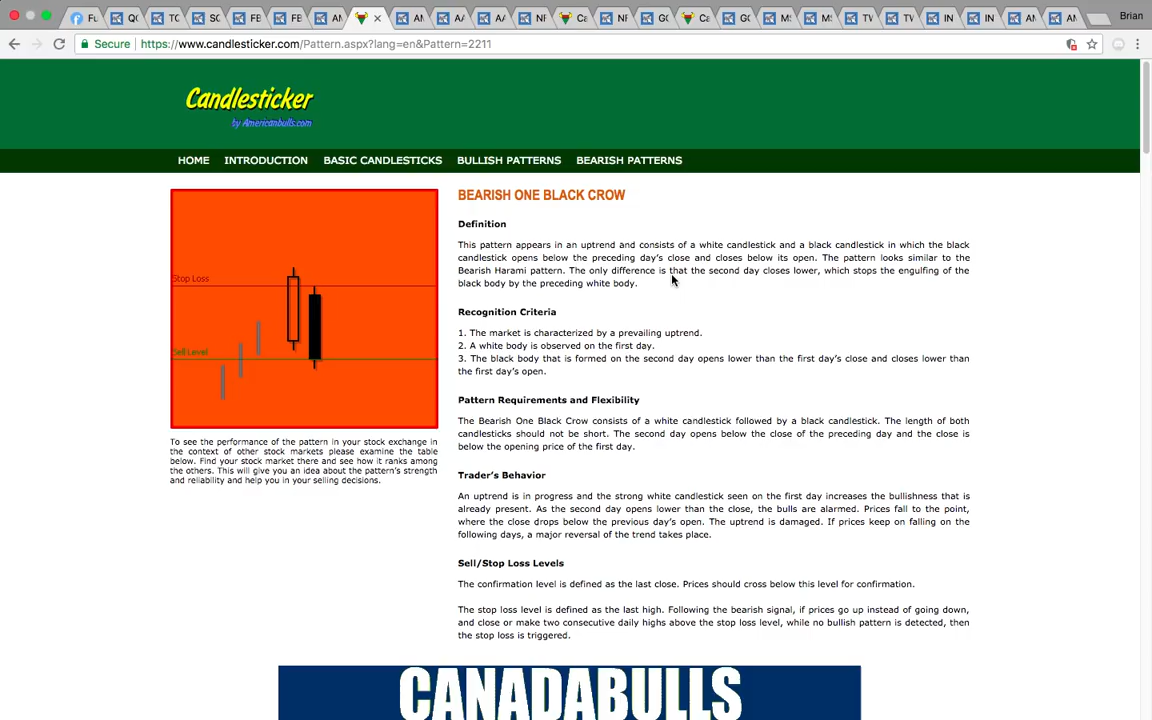 Q(
TC
S(
FE
FE
AM
AM
A/
A/
NF
Ca
NF
G(
Ca
G(
M:
M:
TV
TV
IN
IN
AM
AM
Brian
Secure
https://www.candlesticker.com/Pattern.aspx?lang=en&Pattern=2211
Candlesticker
by Americanbulls.com
HOME INTRODUCTION BASIC CANDLESTICKS BULLISH PATTERNS BEARISH PATTERNS
Stop Loss
Sell Level
To see the performance of the pattern in your stock exchange in
the context of other stock markets please examine the table
below. Find your stock market there and see how it ranks among
the others. This will give you an idea about the pattern's strength
and reliability and help you in your selling decisions.
BEARISH ONE BLACK CROW
Definition
This pattern appears in an uptrend and consists of a white candlestick and a black candlestick in which the black
candlestick opens below the preceding day's close and closes below its open. The pattern looks similar to the
Bearish Harami pattern. The only difference is that the second day closes lower, which stops the engulfing of the
black body by the preceding white body.
Recognition Criteria
1. The market is characterized by a prevailing uptrend.
2. A white body is observed on the first day.
3. The black body that is formed on the second day opens lower than the first day's close and closes lower than
the first day's open.
Pattern Requirements and Flexibility
The Bearish One Black Crow consists of a white candlestick followed by a black candlestick. The length of both
candlesticks should not be short. The second day opens below the close of the preceding day and the close is
below the opening price of the first day.
Trader's Behavior
An uptrend is in progress and the strong white candlestick seen on the first day increases the bullishness that is
already present. As the second day opens lower than the close, the bulls are alarmed. Prices fall to the point,
where the close drops below the previous day's open. The uptrend is damaged. If prices keep on falling on the
following days, a major reversal of the trend takes place.
Sell/Stop Loss Levels
The confirmation level is defined as the last close. Prices should cross below this level for confirmation.
The stop loss level is defined as the last high. Following the bearish signal, if prices go up instead of going down,
and close or make two consecutive daily highs above the stop loss level, while no bullish pattern is detected, then
the stop loss is triggered.
CANADABULLS